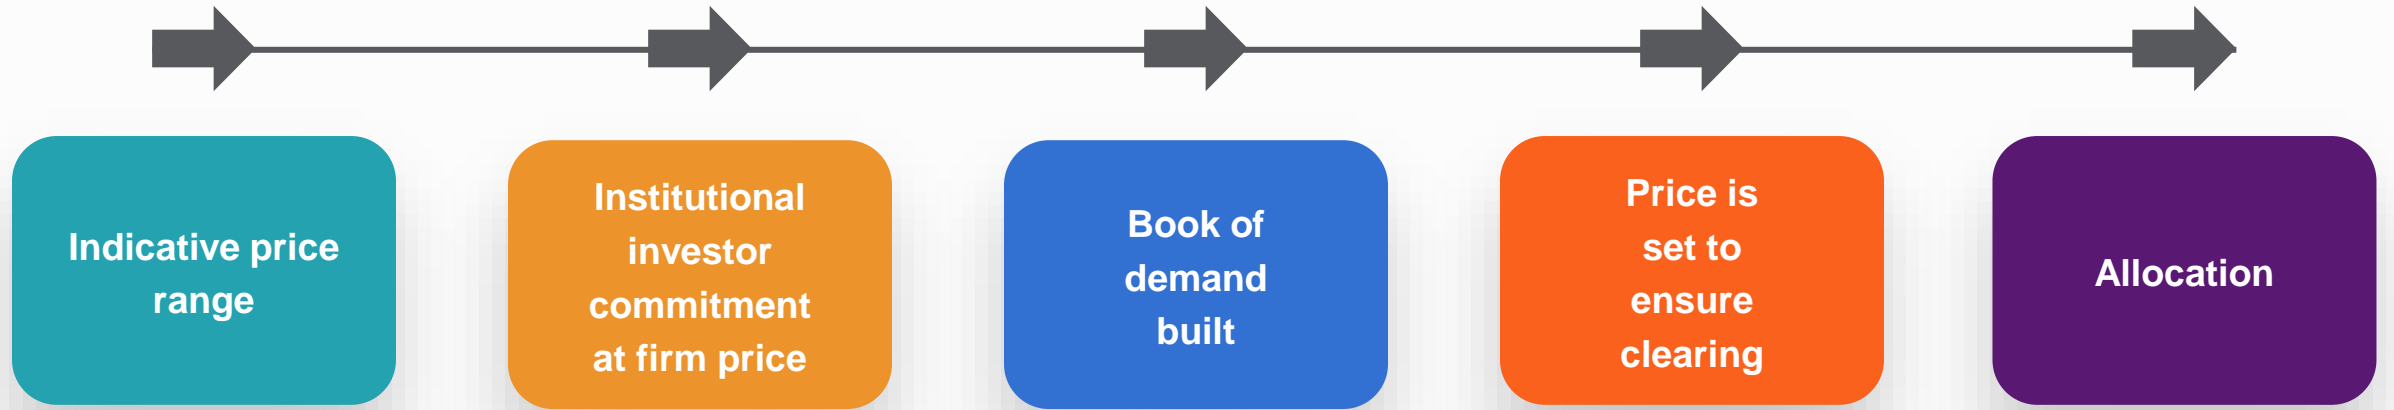 Indicative price
range
Institutional
investor
commitment
at firm price
Book of
demand
built
Price is
set to
ensure
clearing
Allocation